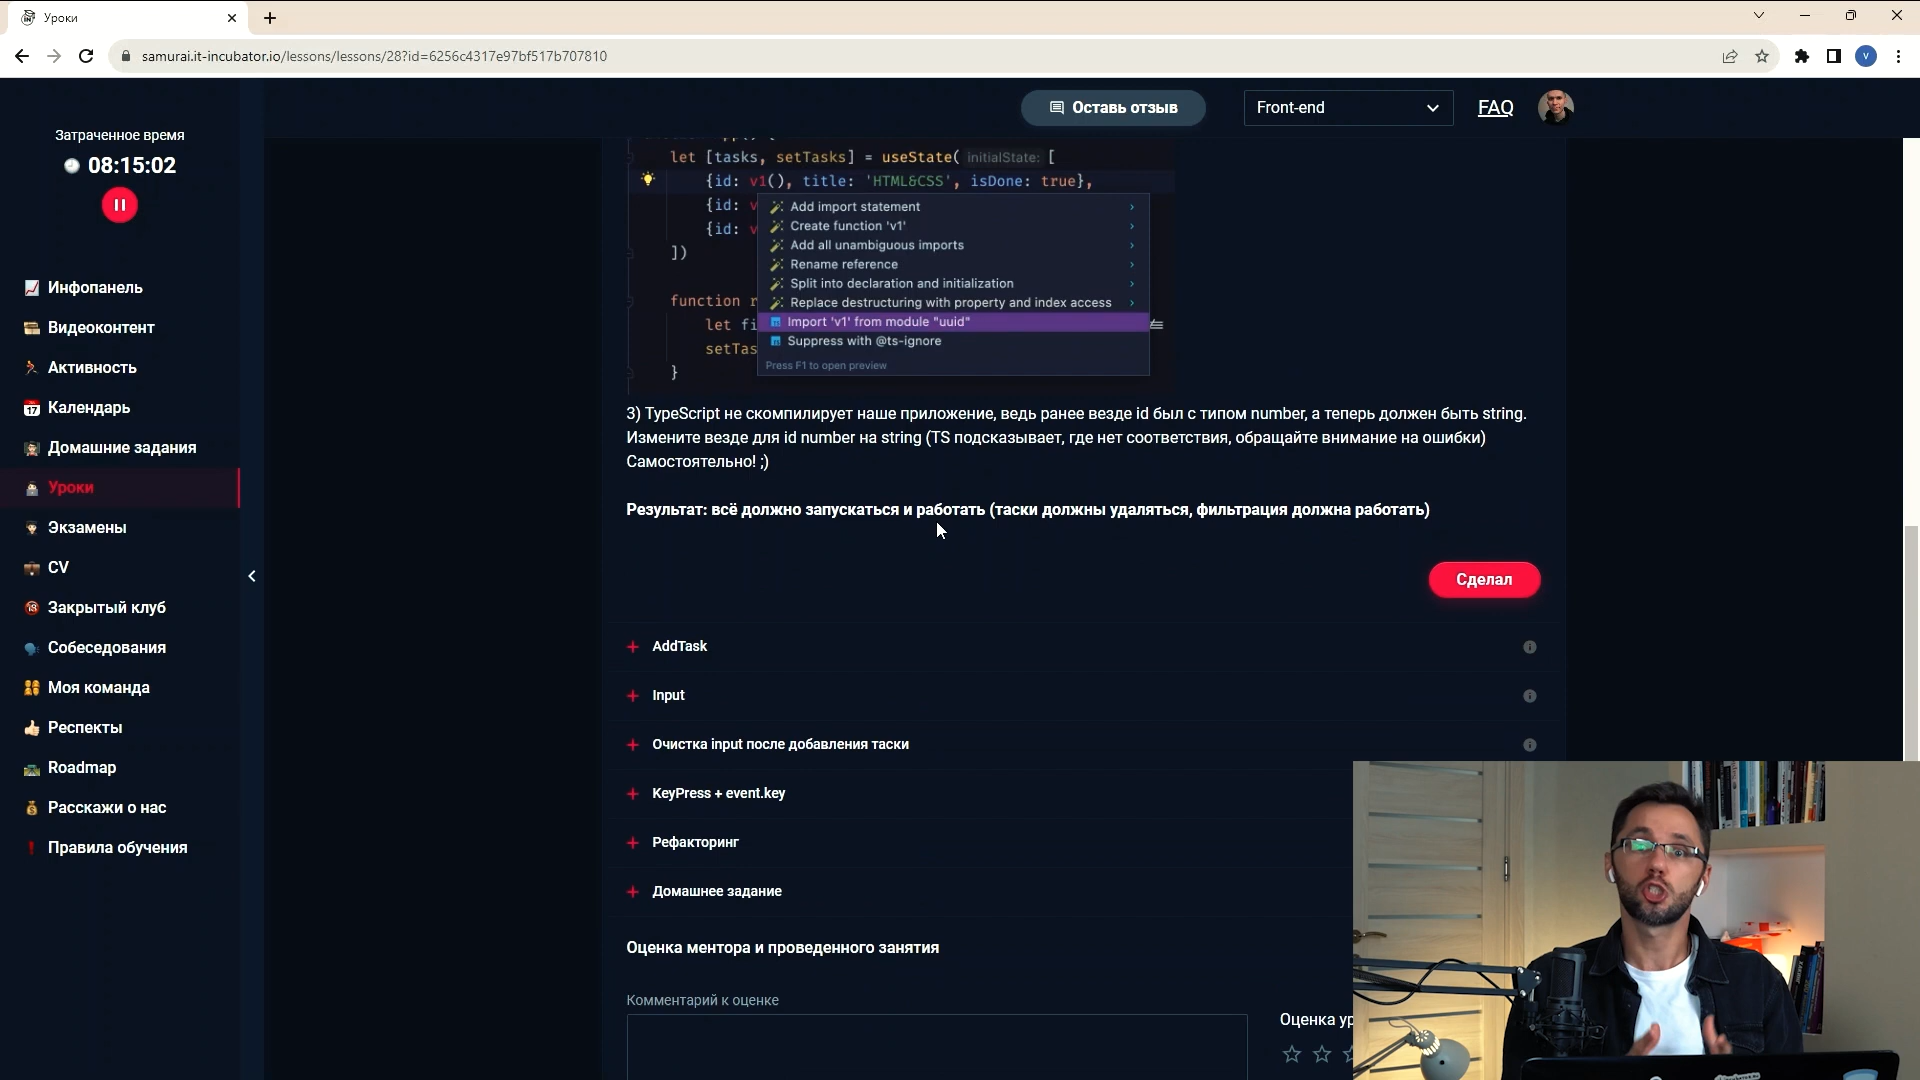 Уроки
samurai.it-incubator.io/lessons/lessons/28?id=6256c4317e97bf517b707810
V
Затраченное время
08:15:02
Инфопанель
Видеоконтент
Активность
17
Календарь
Домашние задания
Уроки
Экзамены
CV
Закрытый клуб
Собеседования
Моя команда
Респекты
Roadmap
Расскажи о нас
Правила обучения
Оставь отзыв
Front-end
FAQ
let [tasks, setTasks] = useState( initialState: [
{id: v1(), title: 'HTML&CSS', isDone: true},
{id: v
{id: v
])
function r
let fi
setTas
}
Add import statement
Create function 'v1'
Add all unambiguous imports
Rename reference
Split into declaration and initialization
Replace destructuring with property and index access
Import 'v1' from module "uuid"
Suppress with @ts-ignore
Press F1 to open preview
3) TypeScript не скомпилирует наше приложение, ведь ранее везде id был с типом number, а теперь должен быть string.
Измените везде для id number на string (TS подсказывает, где нет соответствия, обращайте внимание на ошибки)
Самостоятельно! ;)
Результат: всё должно запускаться и работать (таски должны удаляться, фильтрация должна работать)
Сделал
AddTask
Input
Очистка input после добавления таски
KeyPress + event.key
Рефакторинг
Домашнее задание
Оценка ментора и проведенного занятия
Комментарий к оценке
Оценка ур